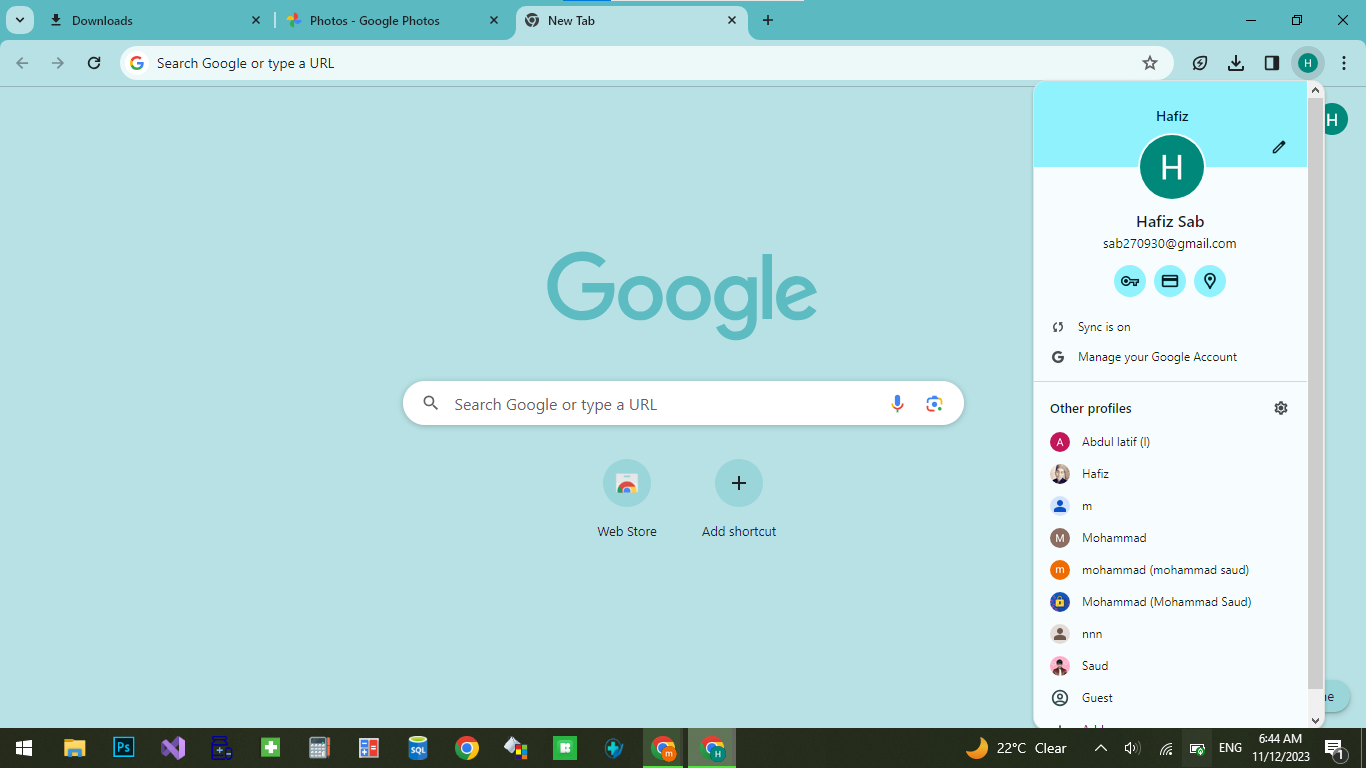 Downloads
Photos - Google Photos
New Tab
Search Google or type a URL
H
H
Hafiz
H
Hafiz Sab
sab270930@gmail.com
Sync is on
Manage your Google Account
Other profiles
A Abdul latif (l)
Hafiz
m
M Mohammad
m mohammad (mohammad saud)
Mohammad (Mohammad Saud)
nnn
Saud
Guest
Google
Search Google or type a URL
Web Store
Add shortcut
Ps
SQL
m
H
22°C Clear
ENG
6:44 AM
11/12/2023
1